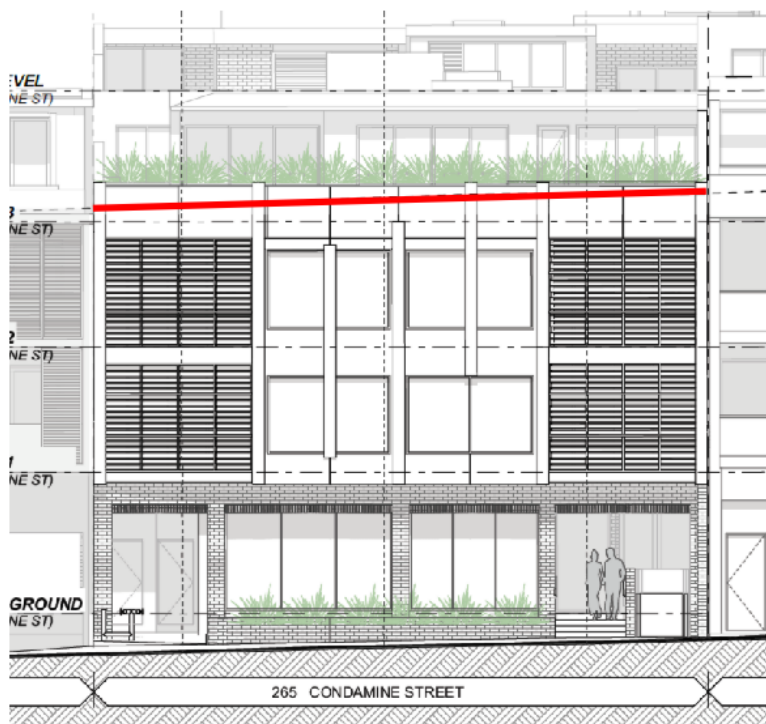 EVEL
NE ST)
3
NE ST)
2
NE ST)
1
NE ST)
GROUND
NE ST)
265 CONDAMINE STREET